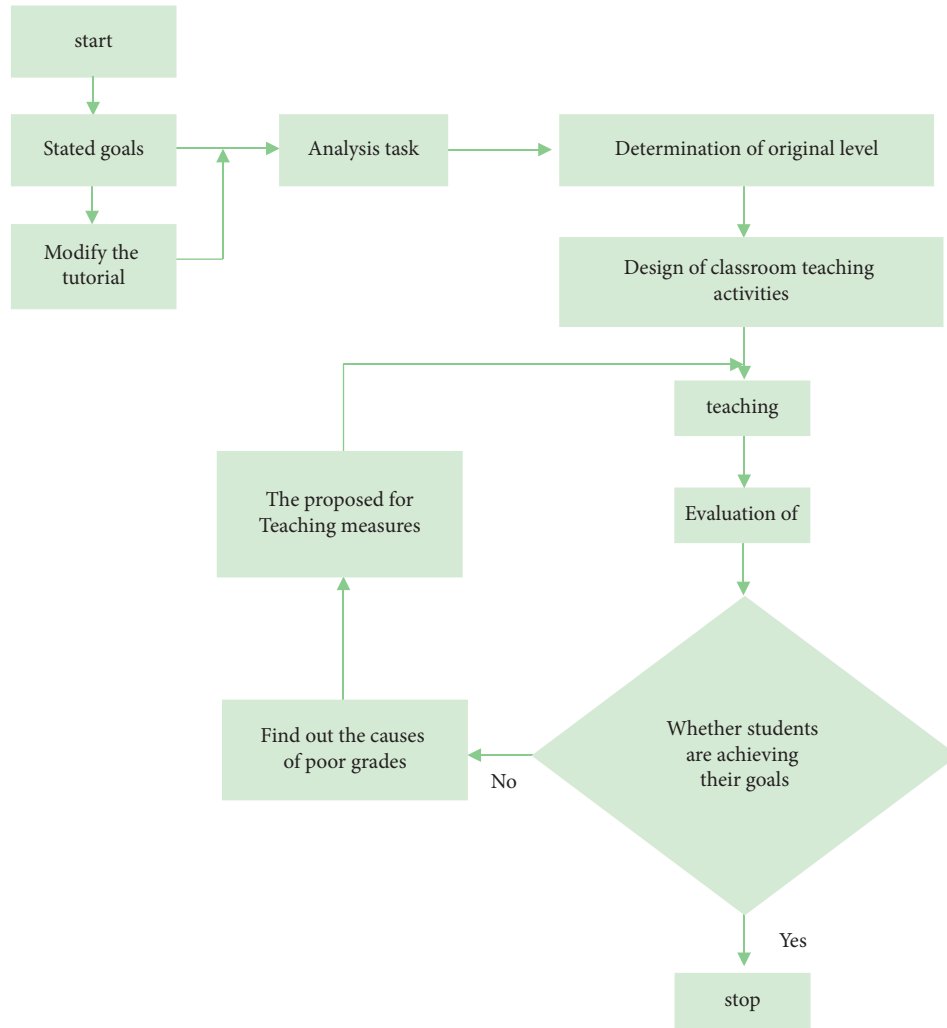 start
Stated goals
Analysis task
Determination of original level
Modify the
tutorial
Design of classroom teaching
activities
teaching
The proposed for
Teaching measures
Evaluation of
Whether students
are achieving
their goals
Find out the causes
of poor grades
No
Yes
stop